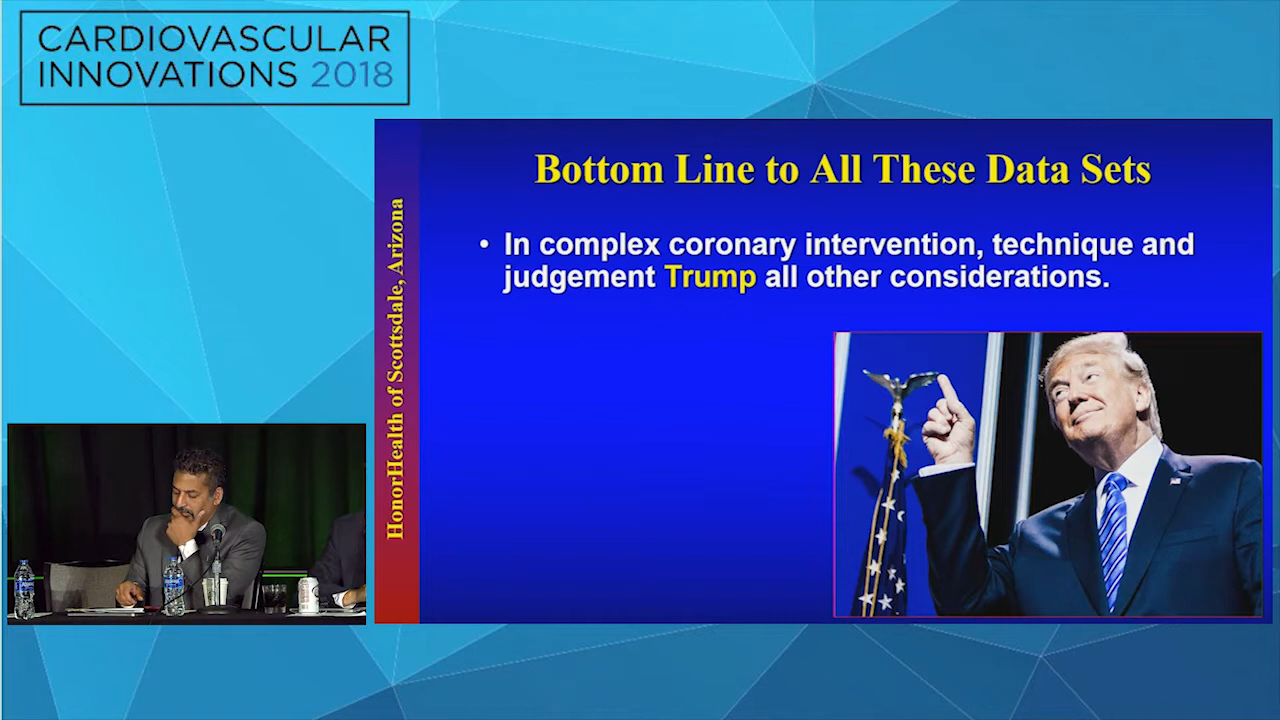 CARDIOVASCULAR
INNOVATIONS 2018
HonorHealth of Scottsdale, Arizona
Bottom Line to All These Data Sets
• In complex coronary intervention, technique and
judgement Trump all other considerations.